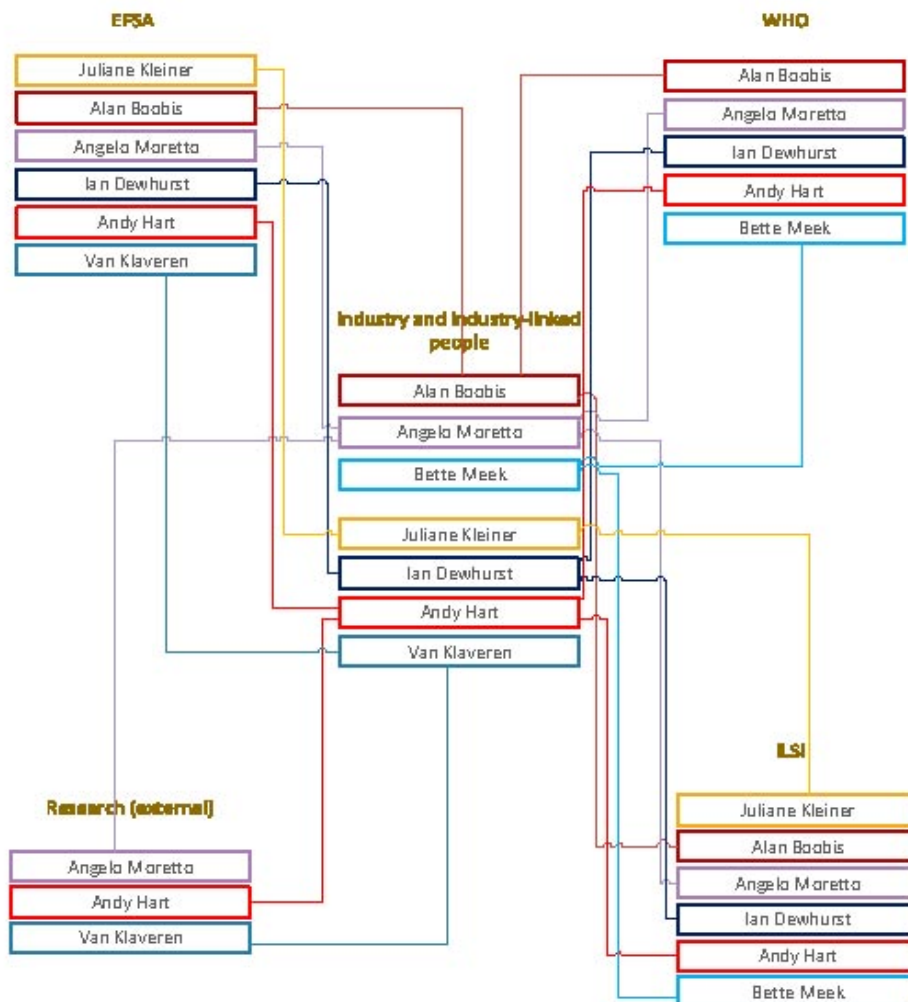 EFSA
Juliane Kleiner
Alan Boobis
Angelo Moretto
Ian Dewhurst
Andy Hart
Van Klaveren
WHO
Alan Boobis
Angelo Moretto
Ian Dewhurst
Andy Hart
Bette Meek
Industry and industry-linked
people
Alan Boobis
Angelo Moretto
Bette Meek
Juliane Kleiner
Ian Dewhurst
Andy Hart
Van Klaveren
Research (external)
Angelo Moretto
Andy Hart
Van Klaveren
ILSI
Juliane Kleiner
Alan Boobis
Angelo Moretto
Ian Dewhurst
Andy Hart
Bette Meek